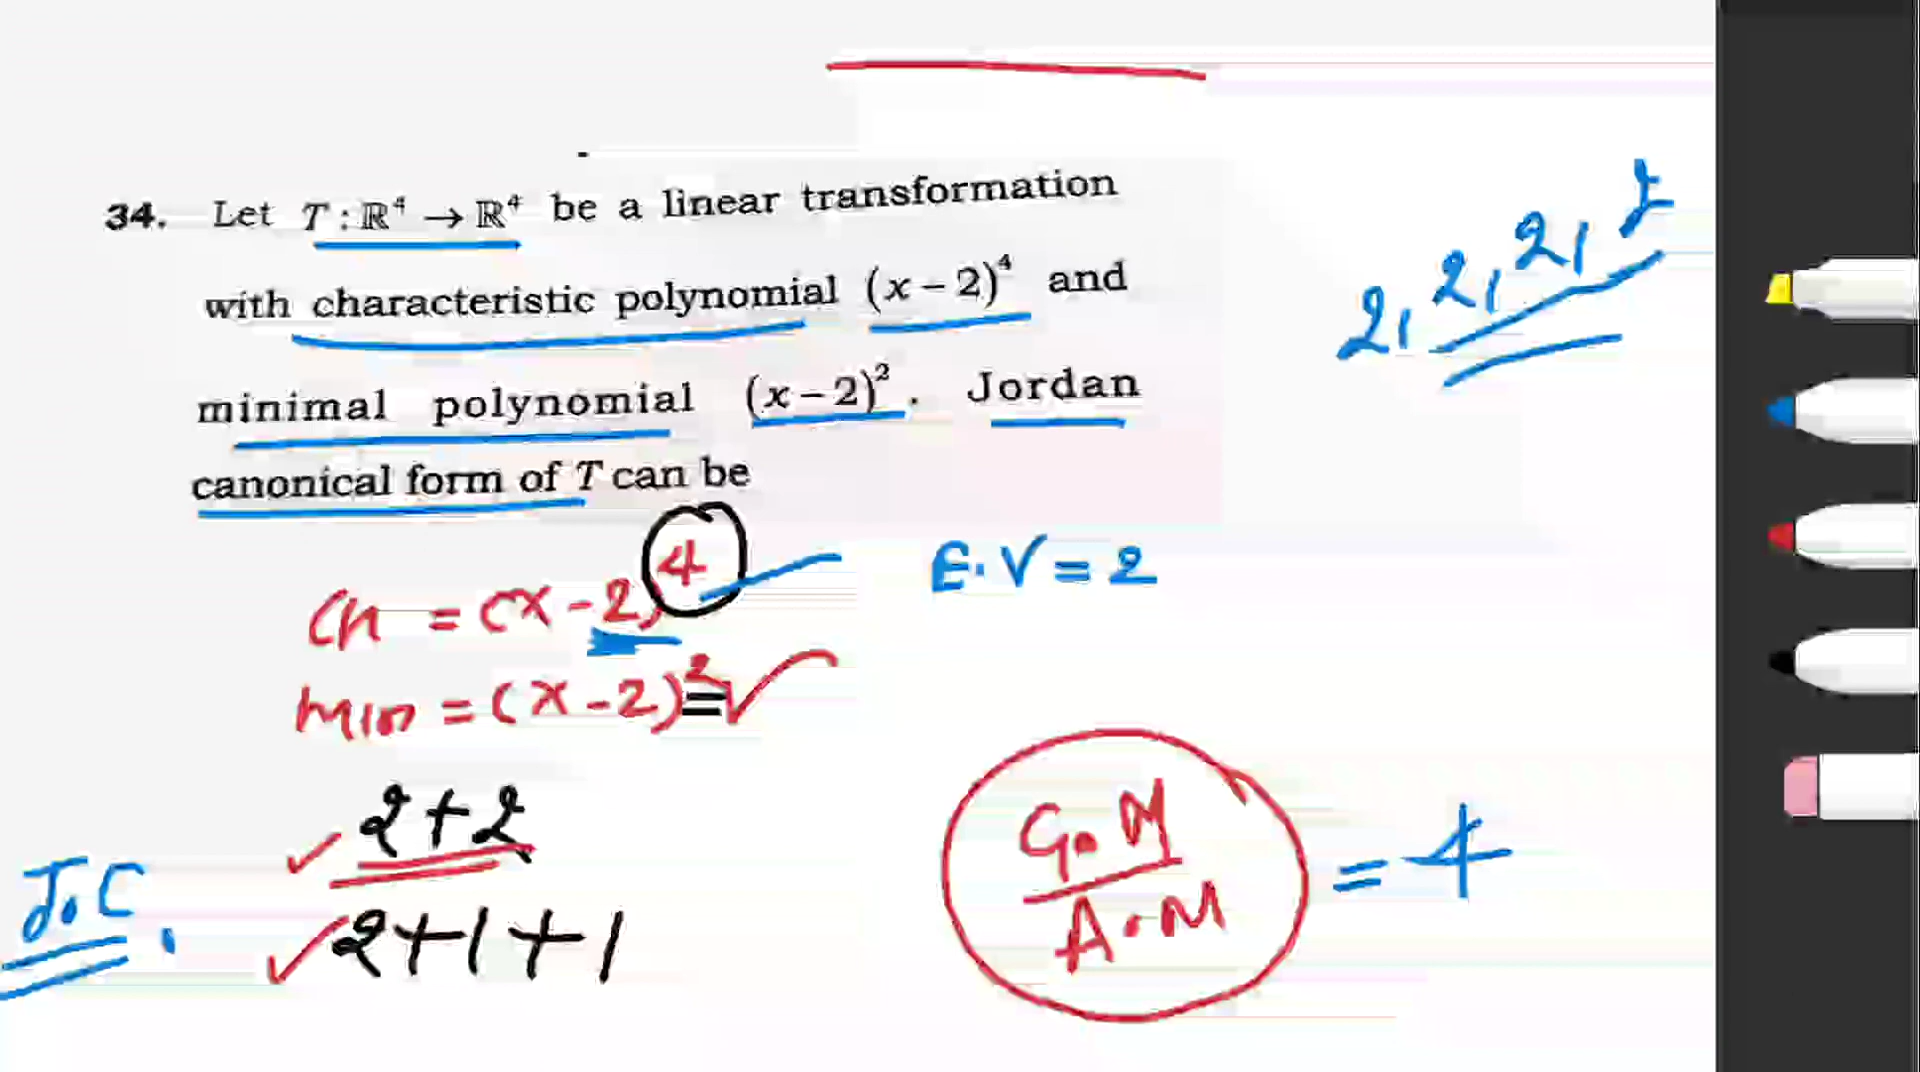 34. Let T : ℝ⁴ → ℝ⁴ be a linear transformation
with characteristic polynomial (x – 2)⁴ and
minimal polynomial (x – 2)². Jordan
canonical form of T can be
2, 2, 2, 2
Ch = (x - 2)⁴
E.V = 2
Min = (x - 2)²
2 + 2
J.C.
2 + 1 + 1
G.M
A.M
= 4